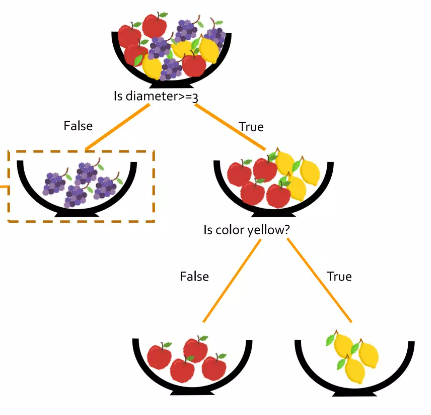 Is diameter>=3
False
True
Is color yellow?
False
True